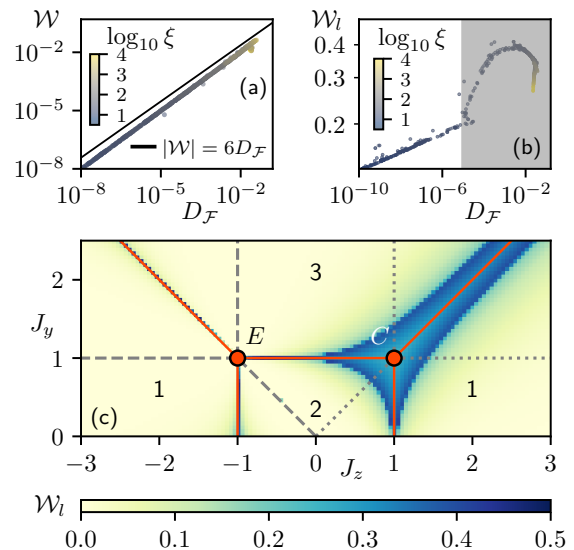 𝒲
log₁₀ ξ
10⁻²
10⁻⁵
10⁻⁸
4
3
2
1
(a)
|𝒲| = 6D_ℱ
10⁻⁸ 10⁻⁵ 10⁻²
D_ℱ
𝒲_l
log₁₀ ξ
0.4
0.3
0.2
4
3
2
1
(b)
10⁻¹⁰ 10⁻⁶ 10⁻²
D_ℱ
J_y
2
1
0
3
E C
1 2 1
(c)
−3 −2 −1 0 1 2 3
J_z
𝒲_l
0.0 0.1 0.2 0.3 0.4 0.5